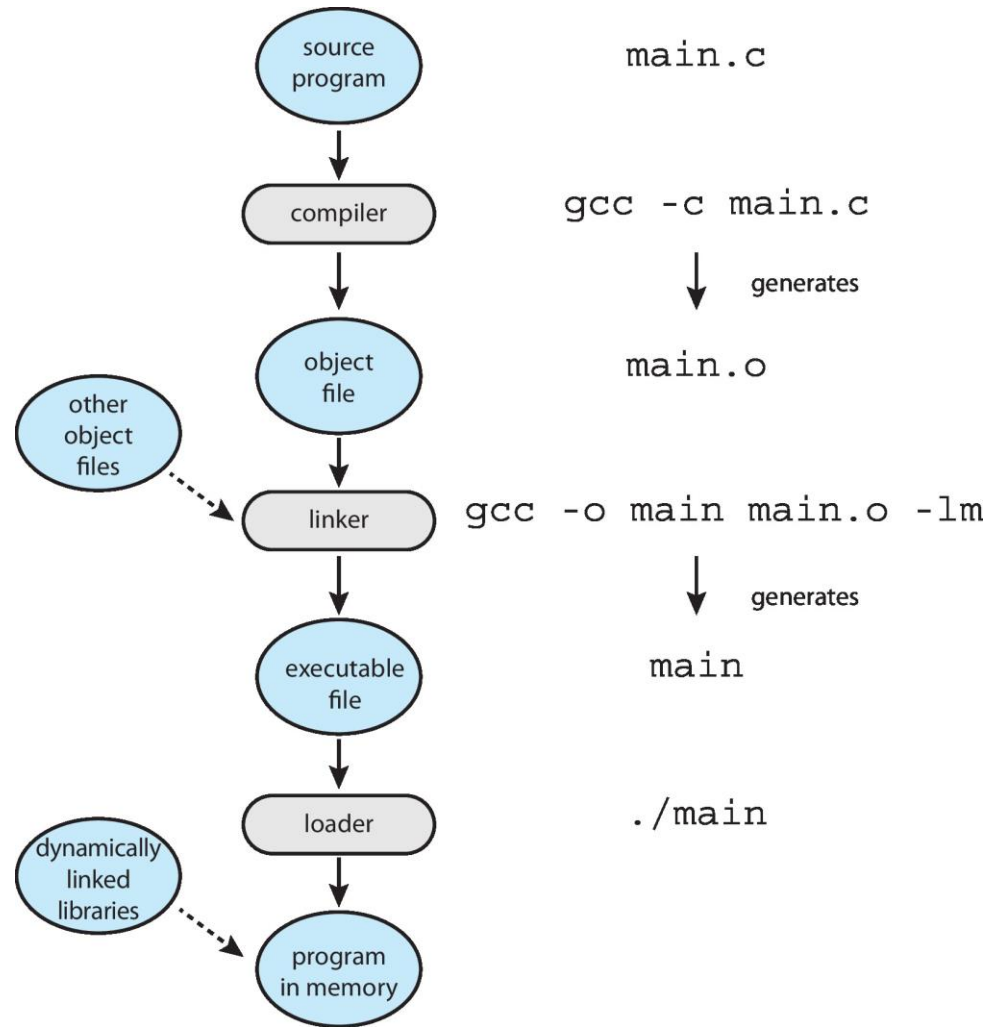 source
program
main.c
compiler
gcc -c main.c
generates
object
file
main.o
other
object
files
linker
gcc -o main main.o -lm
generates
executable
file
main
loader
./main
dynamically
linked
libraries
program
in memory